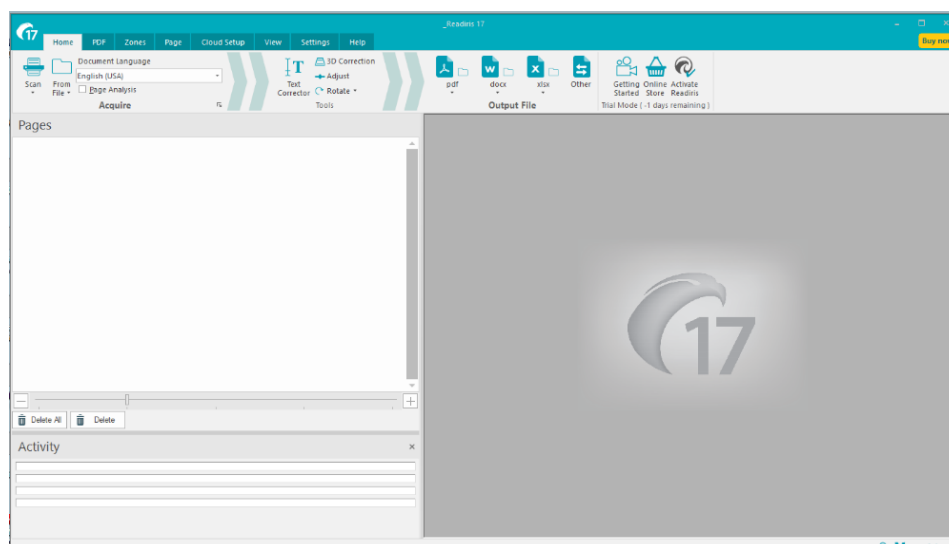 _Readiris 17
17
Home PDF Zones Page Cloud Setup View Settings Help
Buy now
Document Language
English (USA)
Page Analysis
Scan
From File
Acquire
Text Corrector
3D Correction
Adjust
Rotate
Tools
pdf docx xlsx Other
Output File
Getting Started
Online Store
Activate Readiris
Trial Mode ( -1 days remaining )
Pages
17
Delete All Delete
Activity